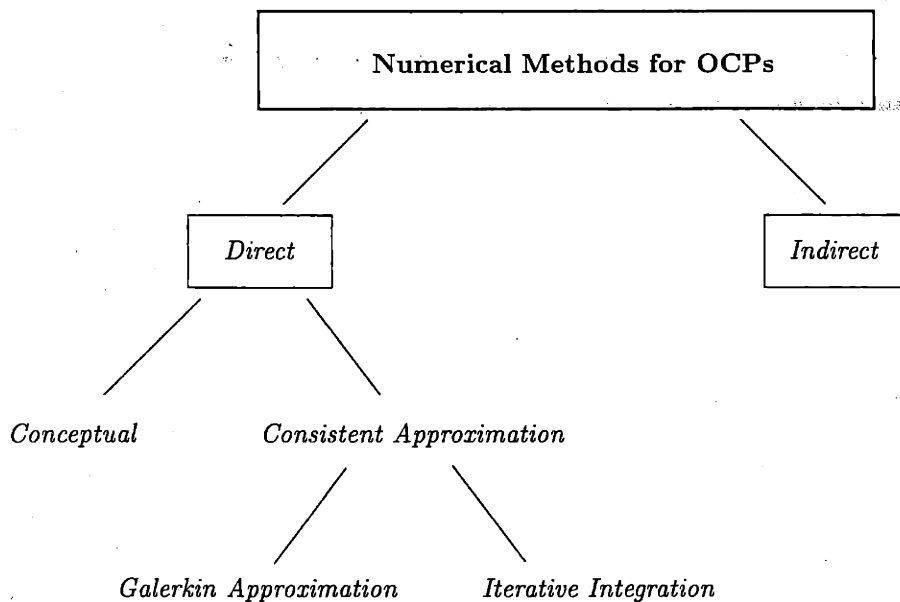 Numerical Methods for OCPs
Direct
Indirect
Conceptual
Consistent Approximation
Galerkin Approximation
Iterative Integration